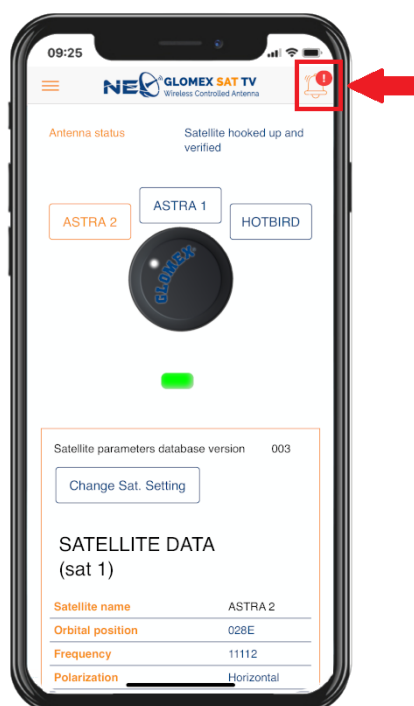 09:25
NE GLOMEX SAT TV
Wireless Controlled Antenna
!
Antenna status Satellite hooked up and
verified
ASTRA 2 ASTRA 1 HOTBIRD
GLOMEX
Satellite parameters database version 003
Change Sat. Setting
SATELLITE DATA
(sat 1)
Satellite name ASTRA 2
Orbital position 028E
Frequency 11112
Polarization Horizontal